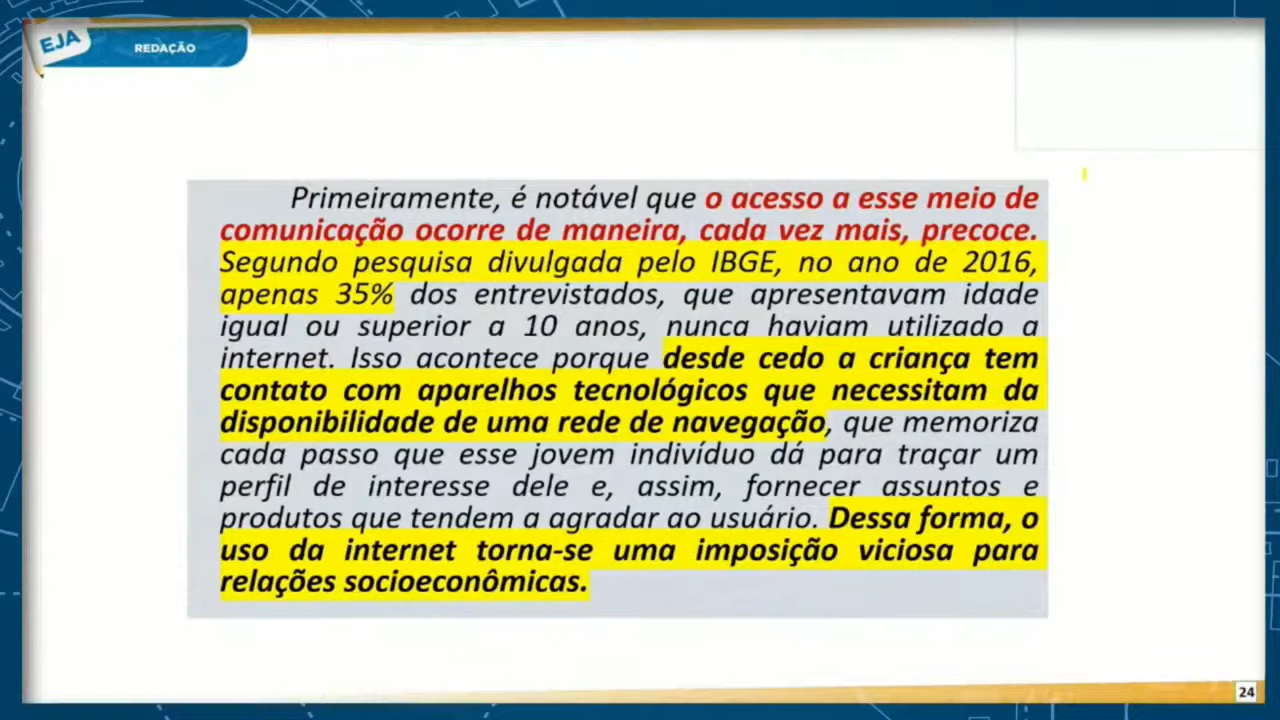 EJA
REDAÇÃO
Primeiramente, é notável que o acesso a esse meio de
comunicação ocorre de maneira, cada vez mais, precoce.
Segundo pesquisa divulgada pelo IBGE, no ano de 2016,
apenas 35% dos entrevistados, que apresentavam idade
igual ou superior a 10 anos, nunca haviam utilizado a
internet. Isso acontece porque desde cedo a criança tem
contato com aparelhos tecnológicos que necessitam da
disponibilidade de uma rede de navegação, que memoriza
cada passo que esse jovem indivíduo dá para traçar um
perfil de interesse dele e, assim, fornecer assuntos e
produtos que tendem a agradar ao usuário. Dessa forma, o
uso da internet torna-se uma imposição viciosa para
relações socioeconômicas.
24